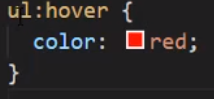 ul:hover {
  color: red;
}